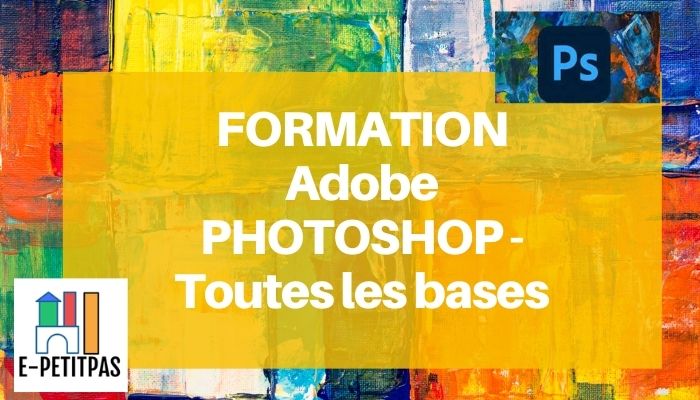 Ps
FORMATION
Adobe
PHOTOSHOP -
Toutes les bases
E-PETITPAS